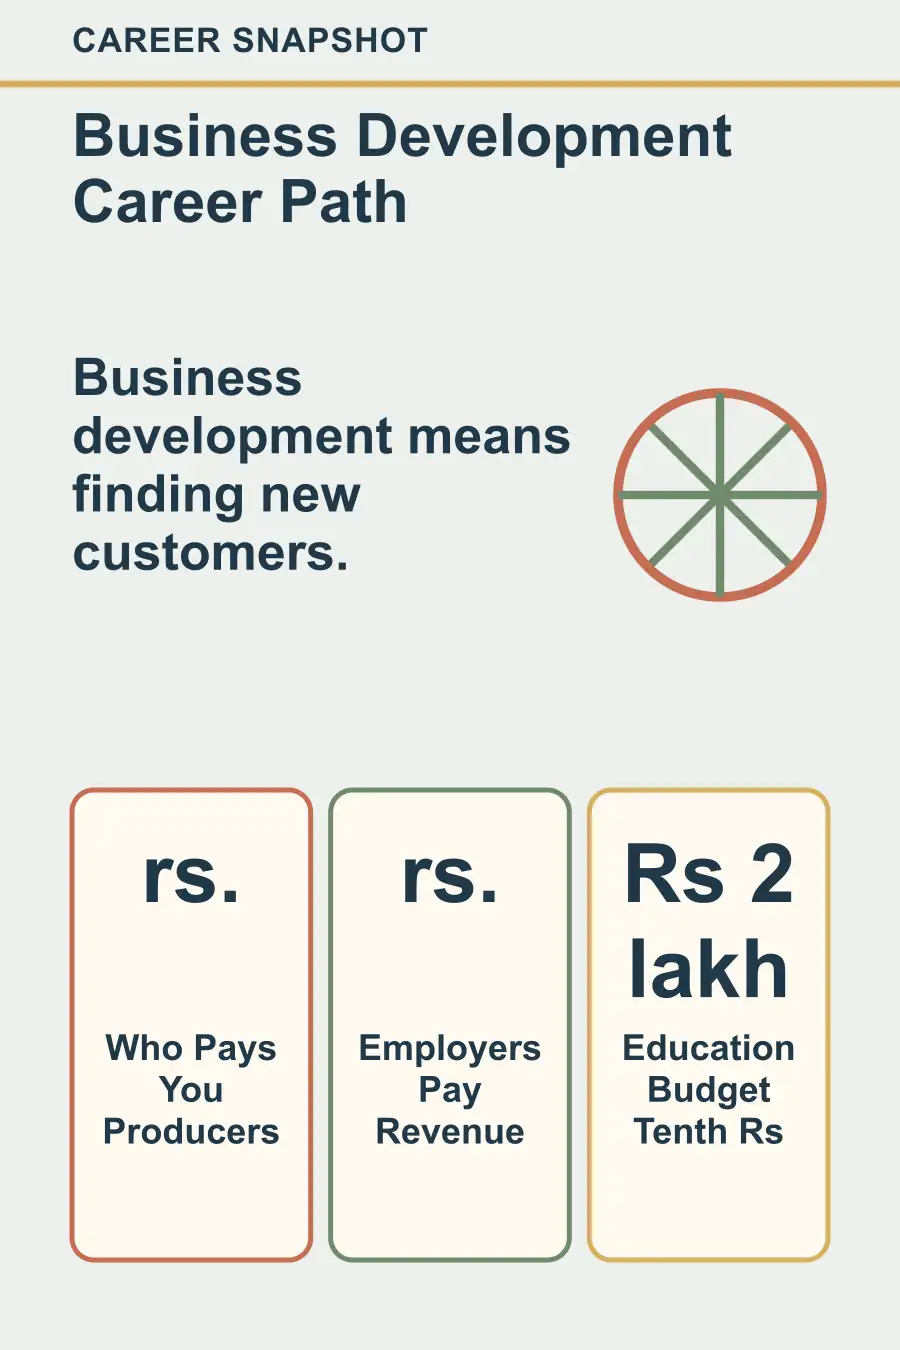 CAREER SNAPSHOT
Business Development
Career Path
Business
development means
finding new
customers.
rs.
Who Pays
You
Producers
rs.
Employers
Pay
Revenue
Rs 2
lakh
Education
Budget
Tenth Rs